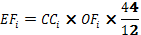 EFᵢ = CCᵢ × OFᵢ × 44/12